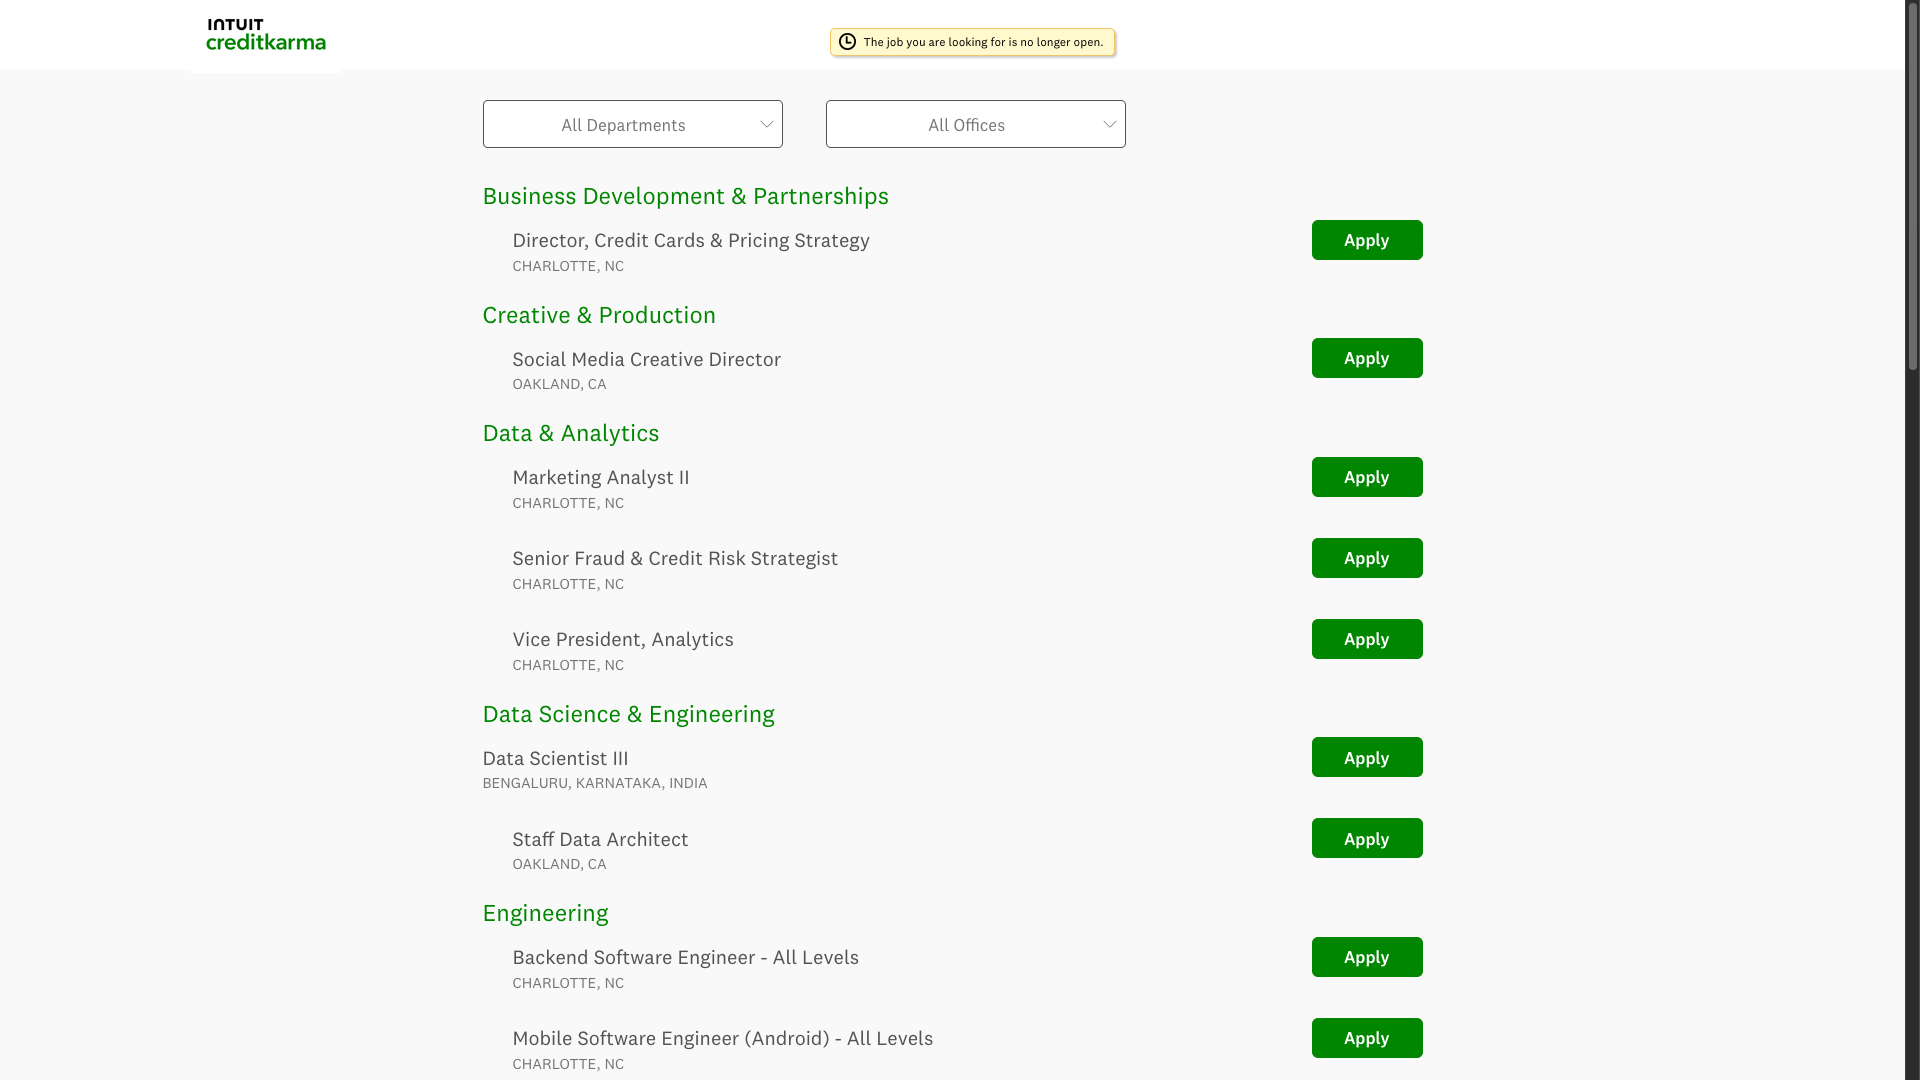 INTUIT
creditkarma
The job you are looking for is no longer open.
All Departments
All Offices
Business Development & Partnerships
Director, Credit Cards & Pricing Strategy
Apply
CHARLOTTE, NC
Creative & Production
Social Media Creative Director
Apply
OAKLAND, CA
Data & Analytics
Marketing Analyst II
Apply
CHARLOTTE, NC
Senior Fraud & Credit Risk Strategist
Apply
CHARLOTTE, NC
Vice President, Analytics
Apply
CHARLOTTE, NC
Data Science & Engineering
Data Scientist III
Apply
BENGALURU, KARNATAKA, INDIA
Staff Data Architect
Apply
OAKLAND, CA
Engineering
Backend Software Engineer - All Levels
Apply
CHARLOTTE, NC
Mobile Software Engineer (Android) - All Levels
Apply
CHARLOTTE, NC